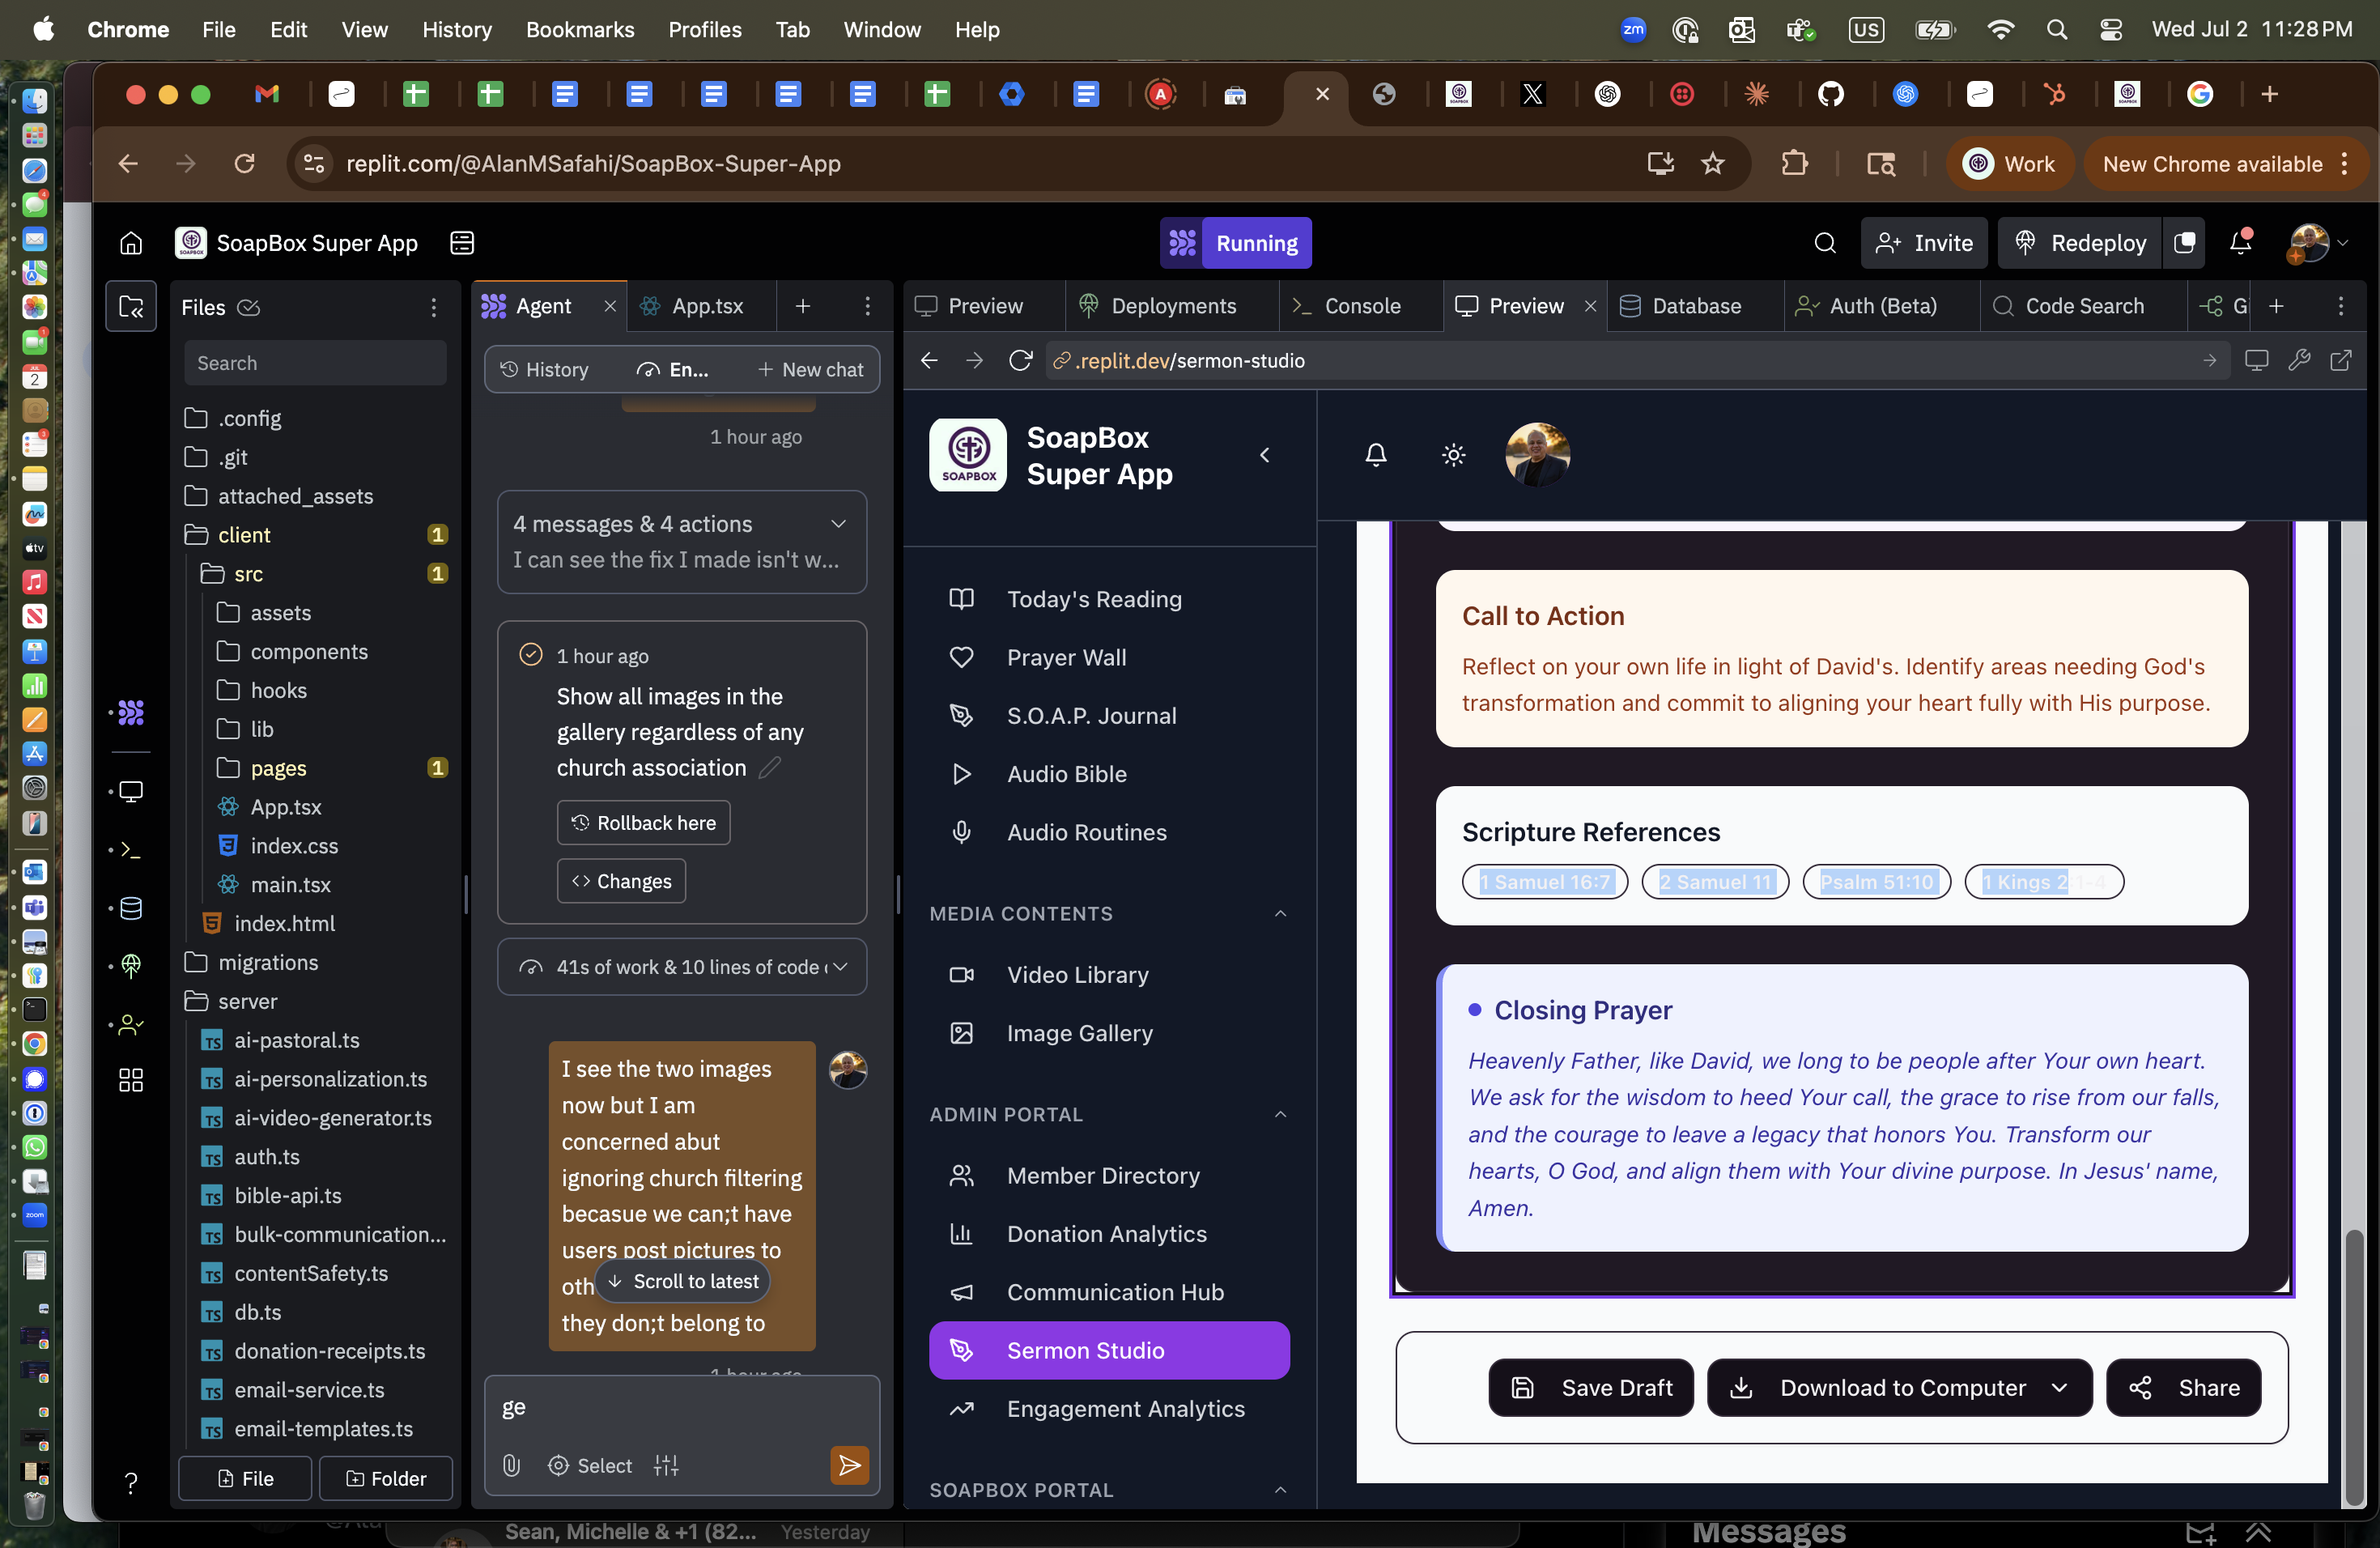 Chrome File Edit View History Bookmarks Profiles Tab Window Help
zm
US
Wed Jul 2 11:28 PM
replit.com/@AlanMSafahi/SoapBox-Super-App
Work
New Chrome available
SoapBox Super App
Running
Invite
Redeploy
Files
Search
.config
.git
attached_assets
client 1
src 1
assets
components
hooks
lib
pages 1
App.tsx
index.css
main.tsx
index.html
migrations
server
ai-pastoral.ts
ai-personalization.ts
ai-video-generator.ts
auth.ts
bible-api.ts
bulk-communication...
contentSafety.ts
db.ts
donation-receipts.ts
email-service.ts
email-templates.ts
File
Folder
Agent
App.tsx
History
En...
New chat
1 hour ago
4 messages & 4 actions
I can see the fix I made isn't w...
1 hour ago
Show all images in the
gallery regardless of any
church association
Rollback here
Changes
41s of work & 10 lines of code
I see the two images
now but I am
concerned abut
ignoring church filtering
becasue we can;t have
users post pictures to
oth
they don;t belong to
Scroll to latest
1 hour ago
ge
Select
Preview
Deployments
Console
Preview
Database
Auth (Beta)
Code Search
G
.replit.dev/sermon-studio
SOAPBOX
SoapBox
Super App
Today's Reading
Prayer Wall
S.O.A.P. Journal
Audio Bible
Audio Routines
MEDIA CONTENTS
Video Library
Image Gallery
ADMIN PORTAL
Member Directory
Donation Analytics
Communication Hub
Sermon Studio
Engagement Analytics
SOAPBOX PORTAL
Call to Action
Reflect on your own life in light of David's. Identify areas needing God's
transformation and commit to aligning your heart fully with His purpose.
Scripture References
1 Samuel 16:7
2 Samuel 11
Psalm 51:10
1 Kings 2:1-4
Closing Prayer
Heavenly Father, like David, we long to be people after Your own heart.
We ask for the wisdom to heed Your call, the grace to rise from our falls,
and the courage to leave a legacy that honors You. Transform our
hearts, O God, and align them with Your divine purpose. In Jesus' name,
Amen.
Save Draft
Download to Computer
Share
Sean, Michelle & +1 (82... Yesterday
Messages